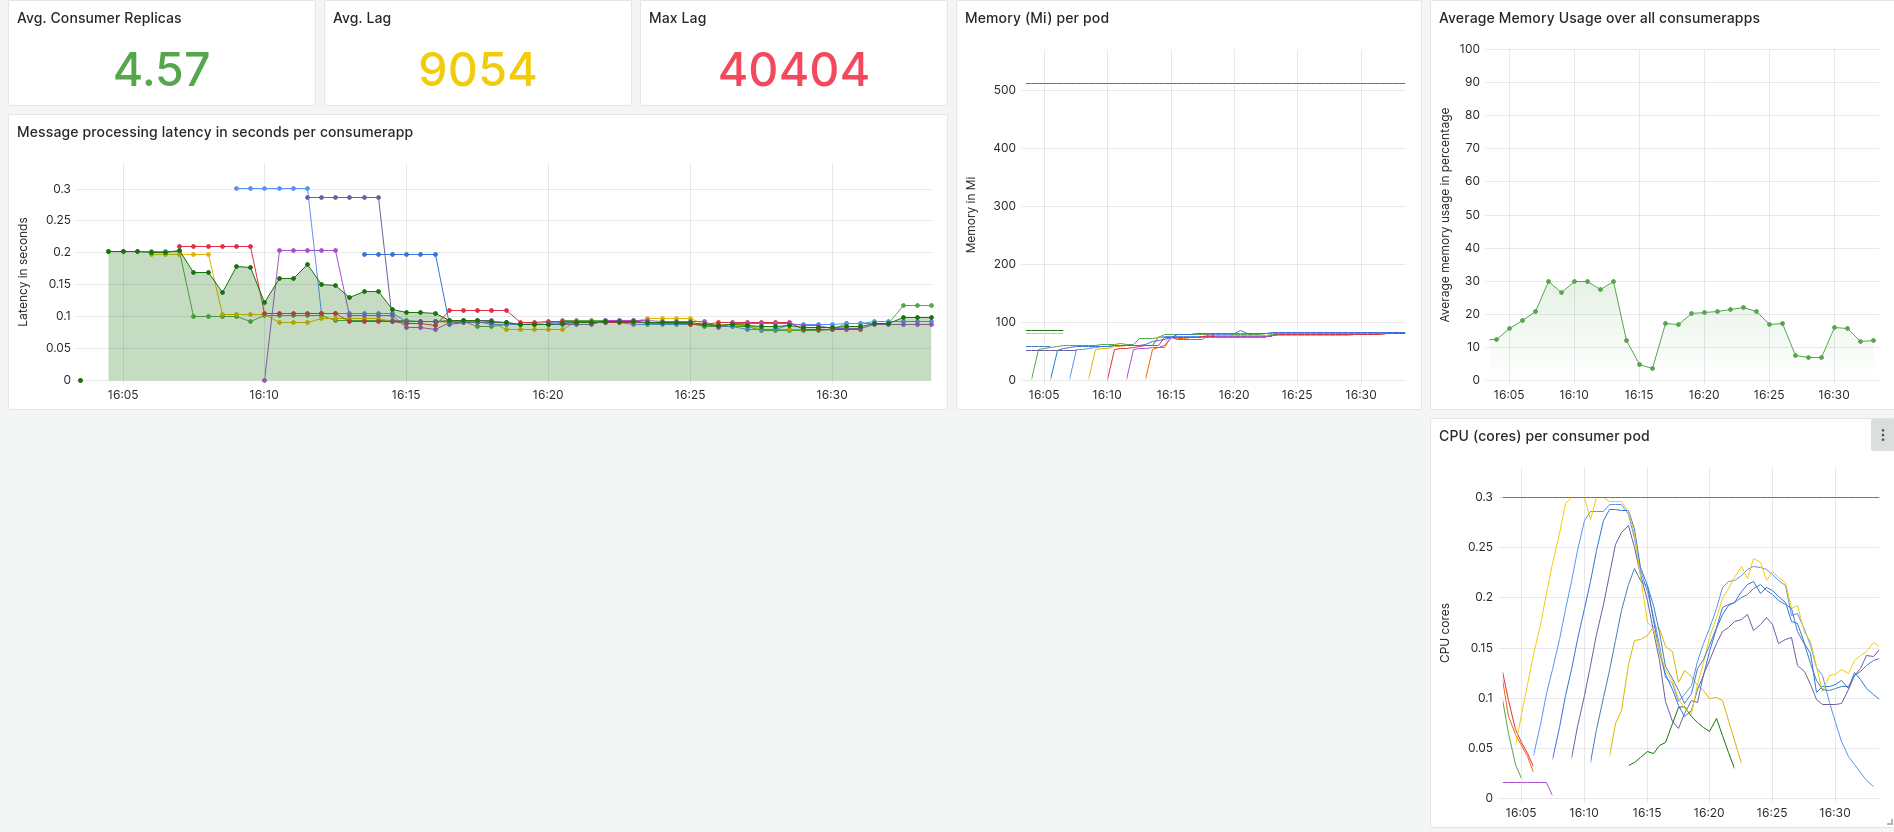 Avg. Consumer Replicas
4.57
Avg. Lag
9054
Max Lag
40404
Message processing latency in seconds per consumerapp
Latency in seconds
0.3
0.25
0.2
0.15
0.1
0.05
0
16:05 16:10 16:15 16:20 16:25 16:30
Memory (Mi) per pod
Memory in Mi
500
400
300
200
100
0
16:05 16:10 16:15 16:20 16:25 16:30
Average Memory Usage over all consumerapps
Average memory usage in percentage
100
90
80
70
60
50
40
30
20
10
0
16:05 16:10 16:15 16:20 16:25 16:30
CPU (cores) per consumer pod
CPU cores
0.3
0.25
0.2
0.15
0.1
0.05
0
16:05 16:10 16:15 16:20 16:25 16:30